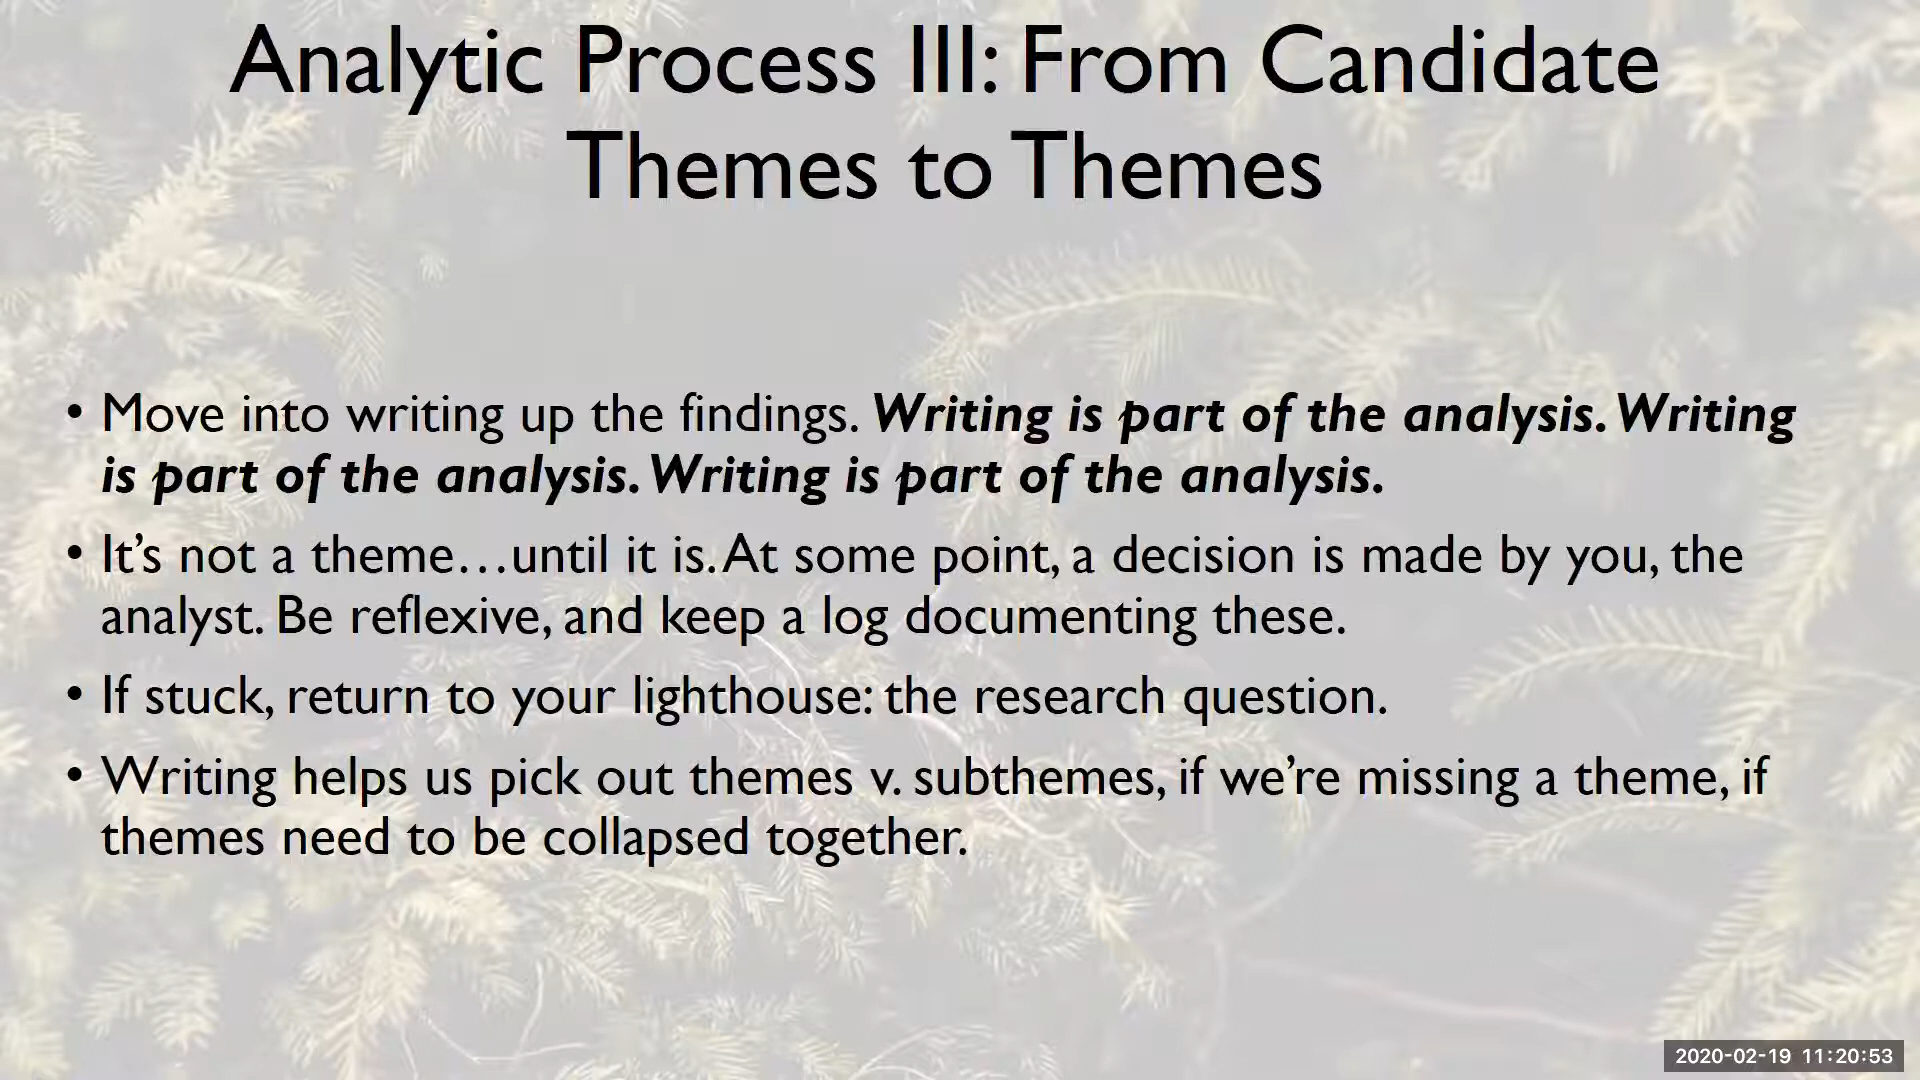 Analytic Process III: From Candidate
Themes to Themes
• Move into writing up the findings. Writing is part of the analysis. Writing
is part of the analysis. Writing is part of the analysis.
• It’s not a theme…until it is. At some point, a decision is made by you, the
analyst. Be reflexive, and keep a log documenting these.
• If stuck, return to your lighthouse: the research question.
• Writing helps us pick out themes v. subthemes, if we’re missing a theme, if
themes need to be collapsed together.
2020-02-19 11:20:53